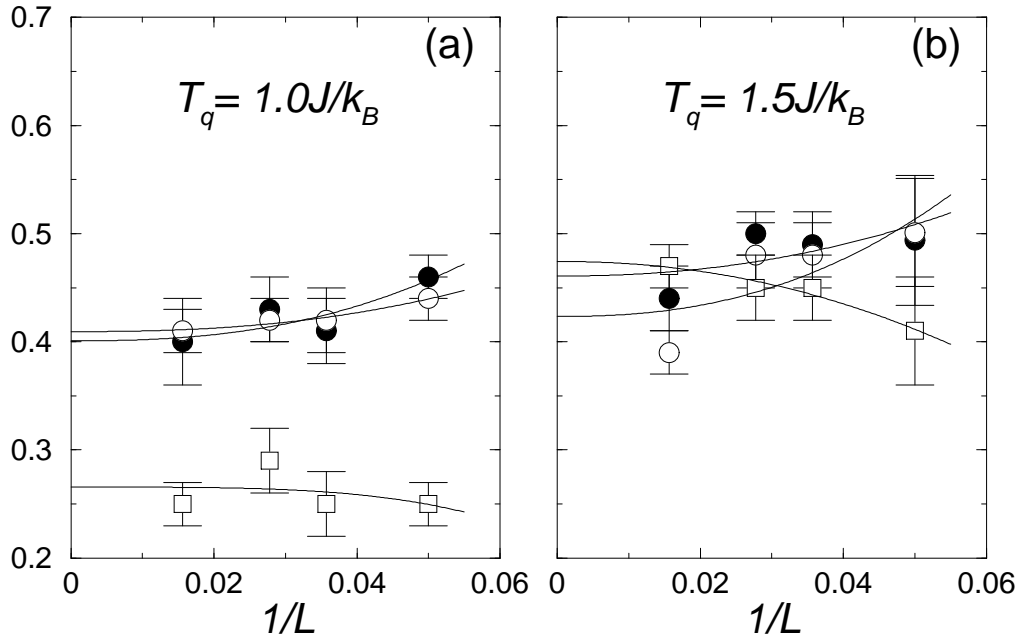 0.7
0.6
0.5
0.4
0.3
0.2
(a)
T_q = 1.0J/k_B
0 0.02 0.04 0.06
1/L
(b)
T_q = 1.5J/k_B
0 0.02 0.04 0.06
1/L